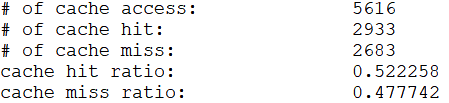 # of cache access: 5616
# of cache hit: 2933
# of cache miss: 2683
cache hit ratio: 0.522258
cache miss ratio: 0.477742